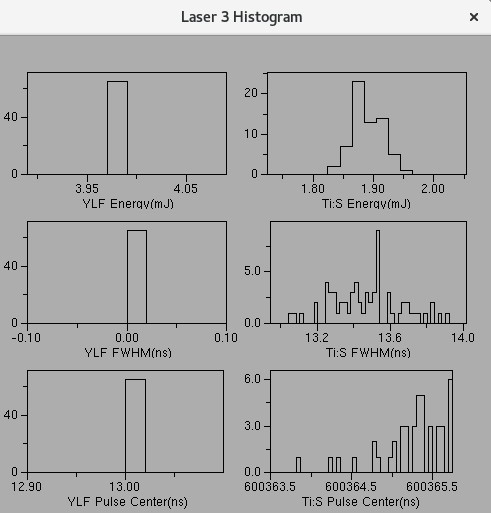 Laser 3 Histogram ×
40
0
3.95 4.05
YLF Energy(mJ)
20
10
0
1.80 1.90 2.00
Ti:S Energy(mJ)
40
0
-0.10 0.00 0.10
YLF FWHM(ns)
5.0
0.0
13.2 13.6 14.0
Ti:S FWHM(ns)
40
0
12.90 13.00
YLF Pulse Center(ns)
6.0
3.0
0.0
600363.5 600364.5 600365.5
Ti:S Pulse Center(ns)